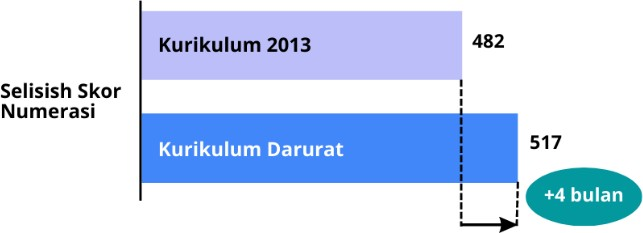 Kurikulum 2013
482
Selisish Skor
Numerasi
Kurikulum Darurat
517
+4 bulan